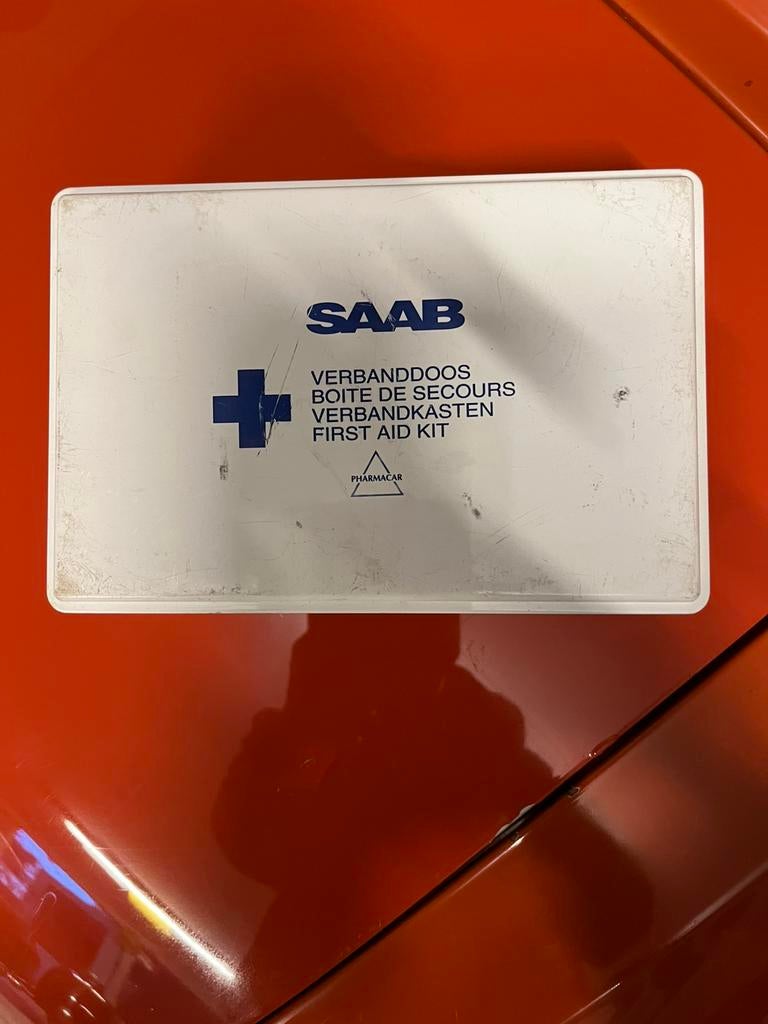 SAAB
VERBANDDOOS
BOITE DE SECOURS
VERBANDKASTEN
FIRST AID KIT
PHARMACAR